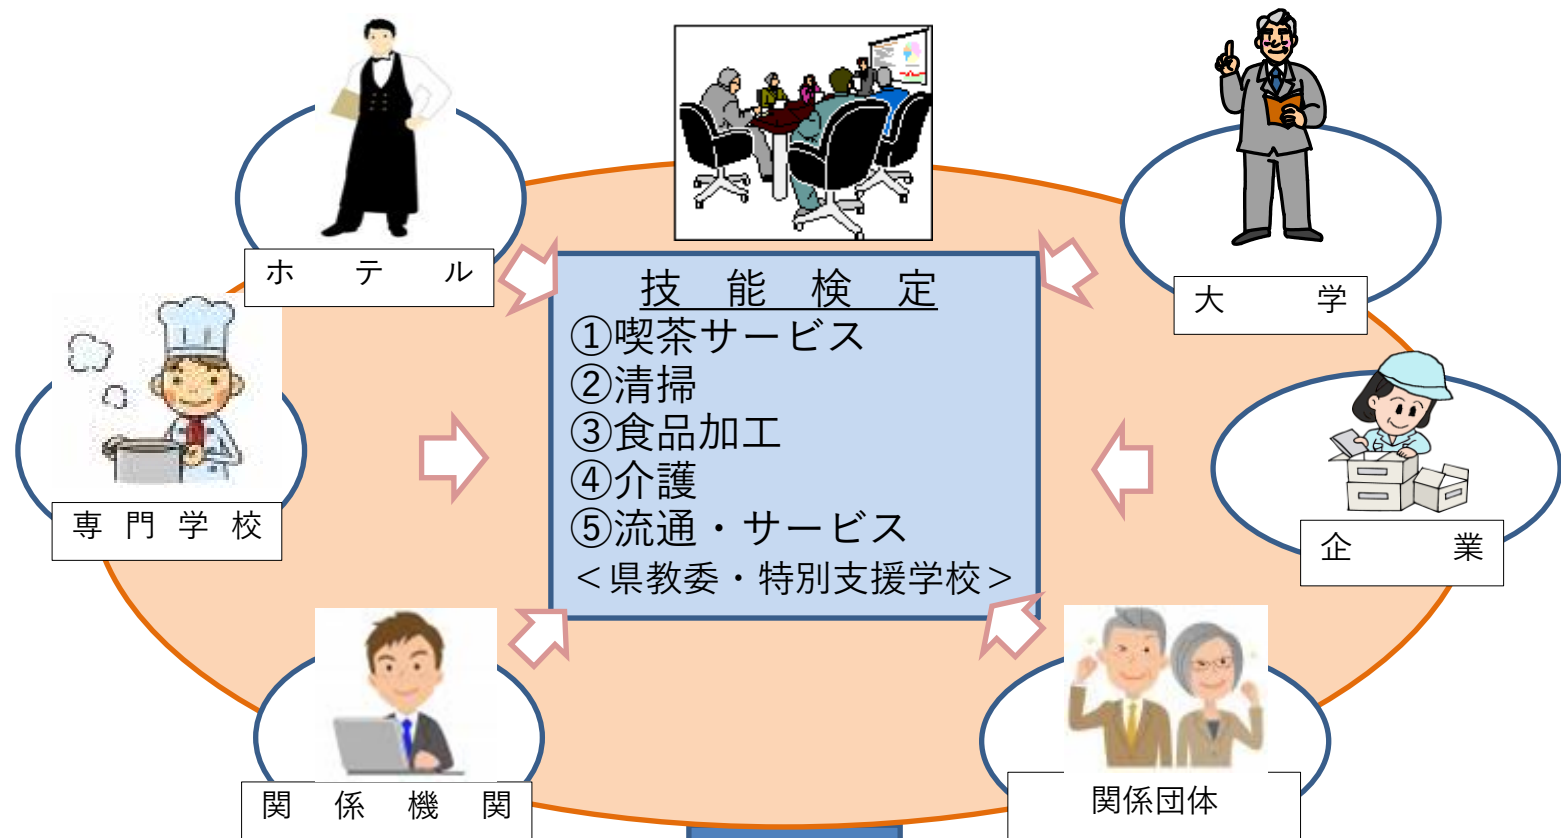 ホテル
大学
技能検定
①喫茶サービス
②清掃
③食品加工
④介護
⑤流通・サービス
＜県教委・特別支援学校＞
専門学校
企業
関係機関
関係団体